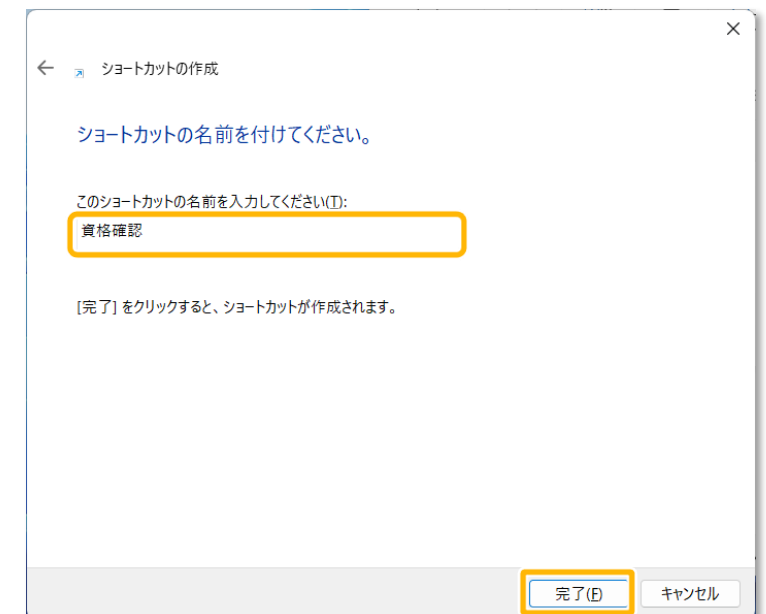 ショートカットの作成
ショートカットの名前を付けてください。
このショートカットの名前を入力してください(T):
資格確認
[完了] をクリックすると、ショートカットが作成されます。
完了(F) キャンセル